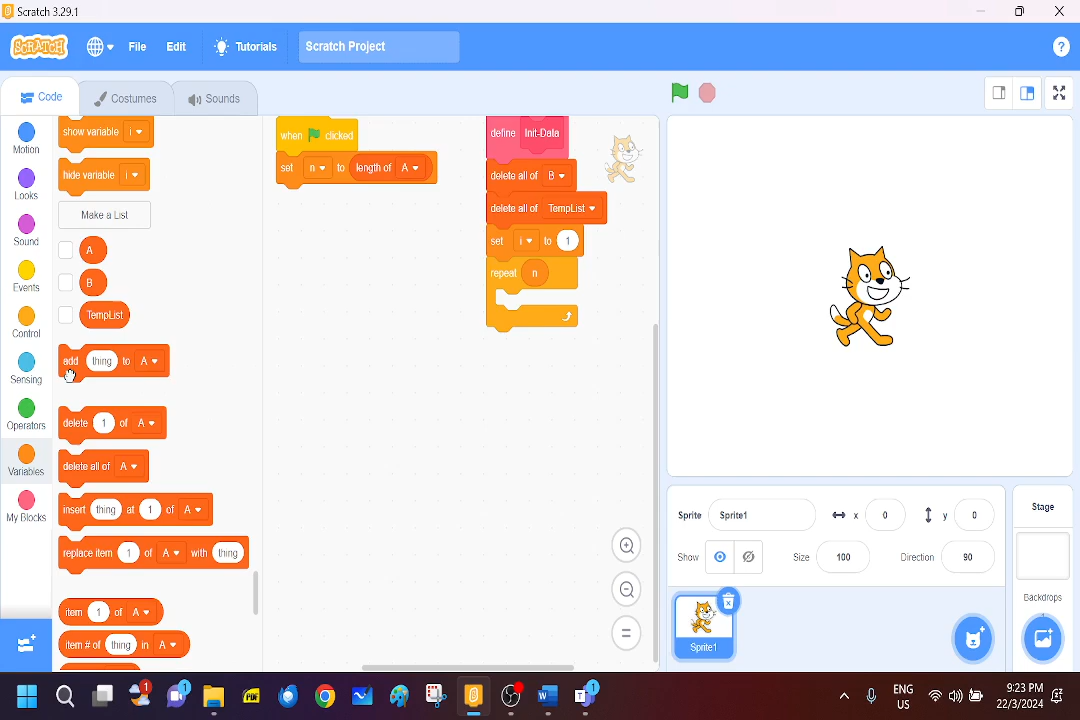 Scratch 3.29.1
SCRATCH File Edit Tutorials Scratch Project ?
Code Costumes Sounds
Motion
Looks
Sound
Events
Control
Sensing
Operators
Variables
My Blocks
show variable i
hide variable i
Make a List
A
B
TempList
add thing to A
delete 1 of A
delete all of A
insert thing at 1 of A
replace item 1 of A with thing
item 1 of A
item # of thing in A
when clicked
set n to length of A
define Init-Data
delete all of B
delete all of TempList
set i to 1
repeat n
Sprite Sprite1 x 0 y 0
Show Size 100 Direction 90
Sprite1
Stage
Backdrops
1 1 PDF 1
ENG
US
9:23 PM
22/3/2024